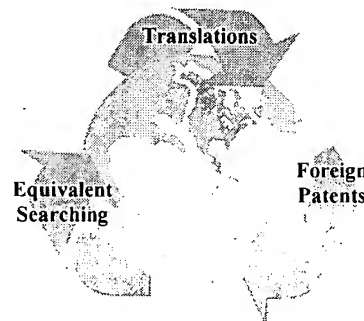 Translations
Equivalent
Searching
Foreign
Patents